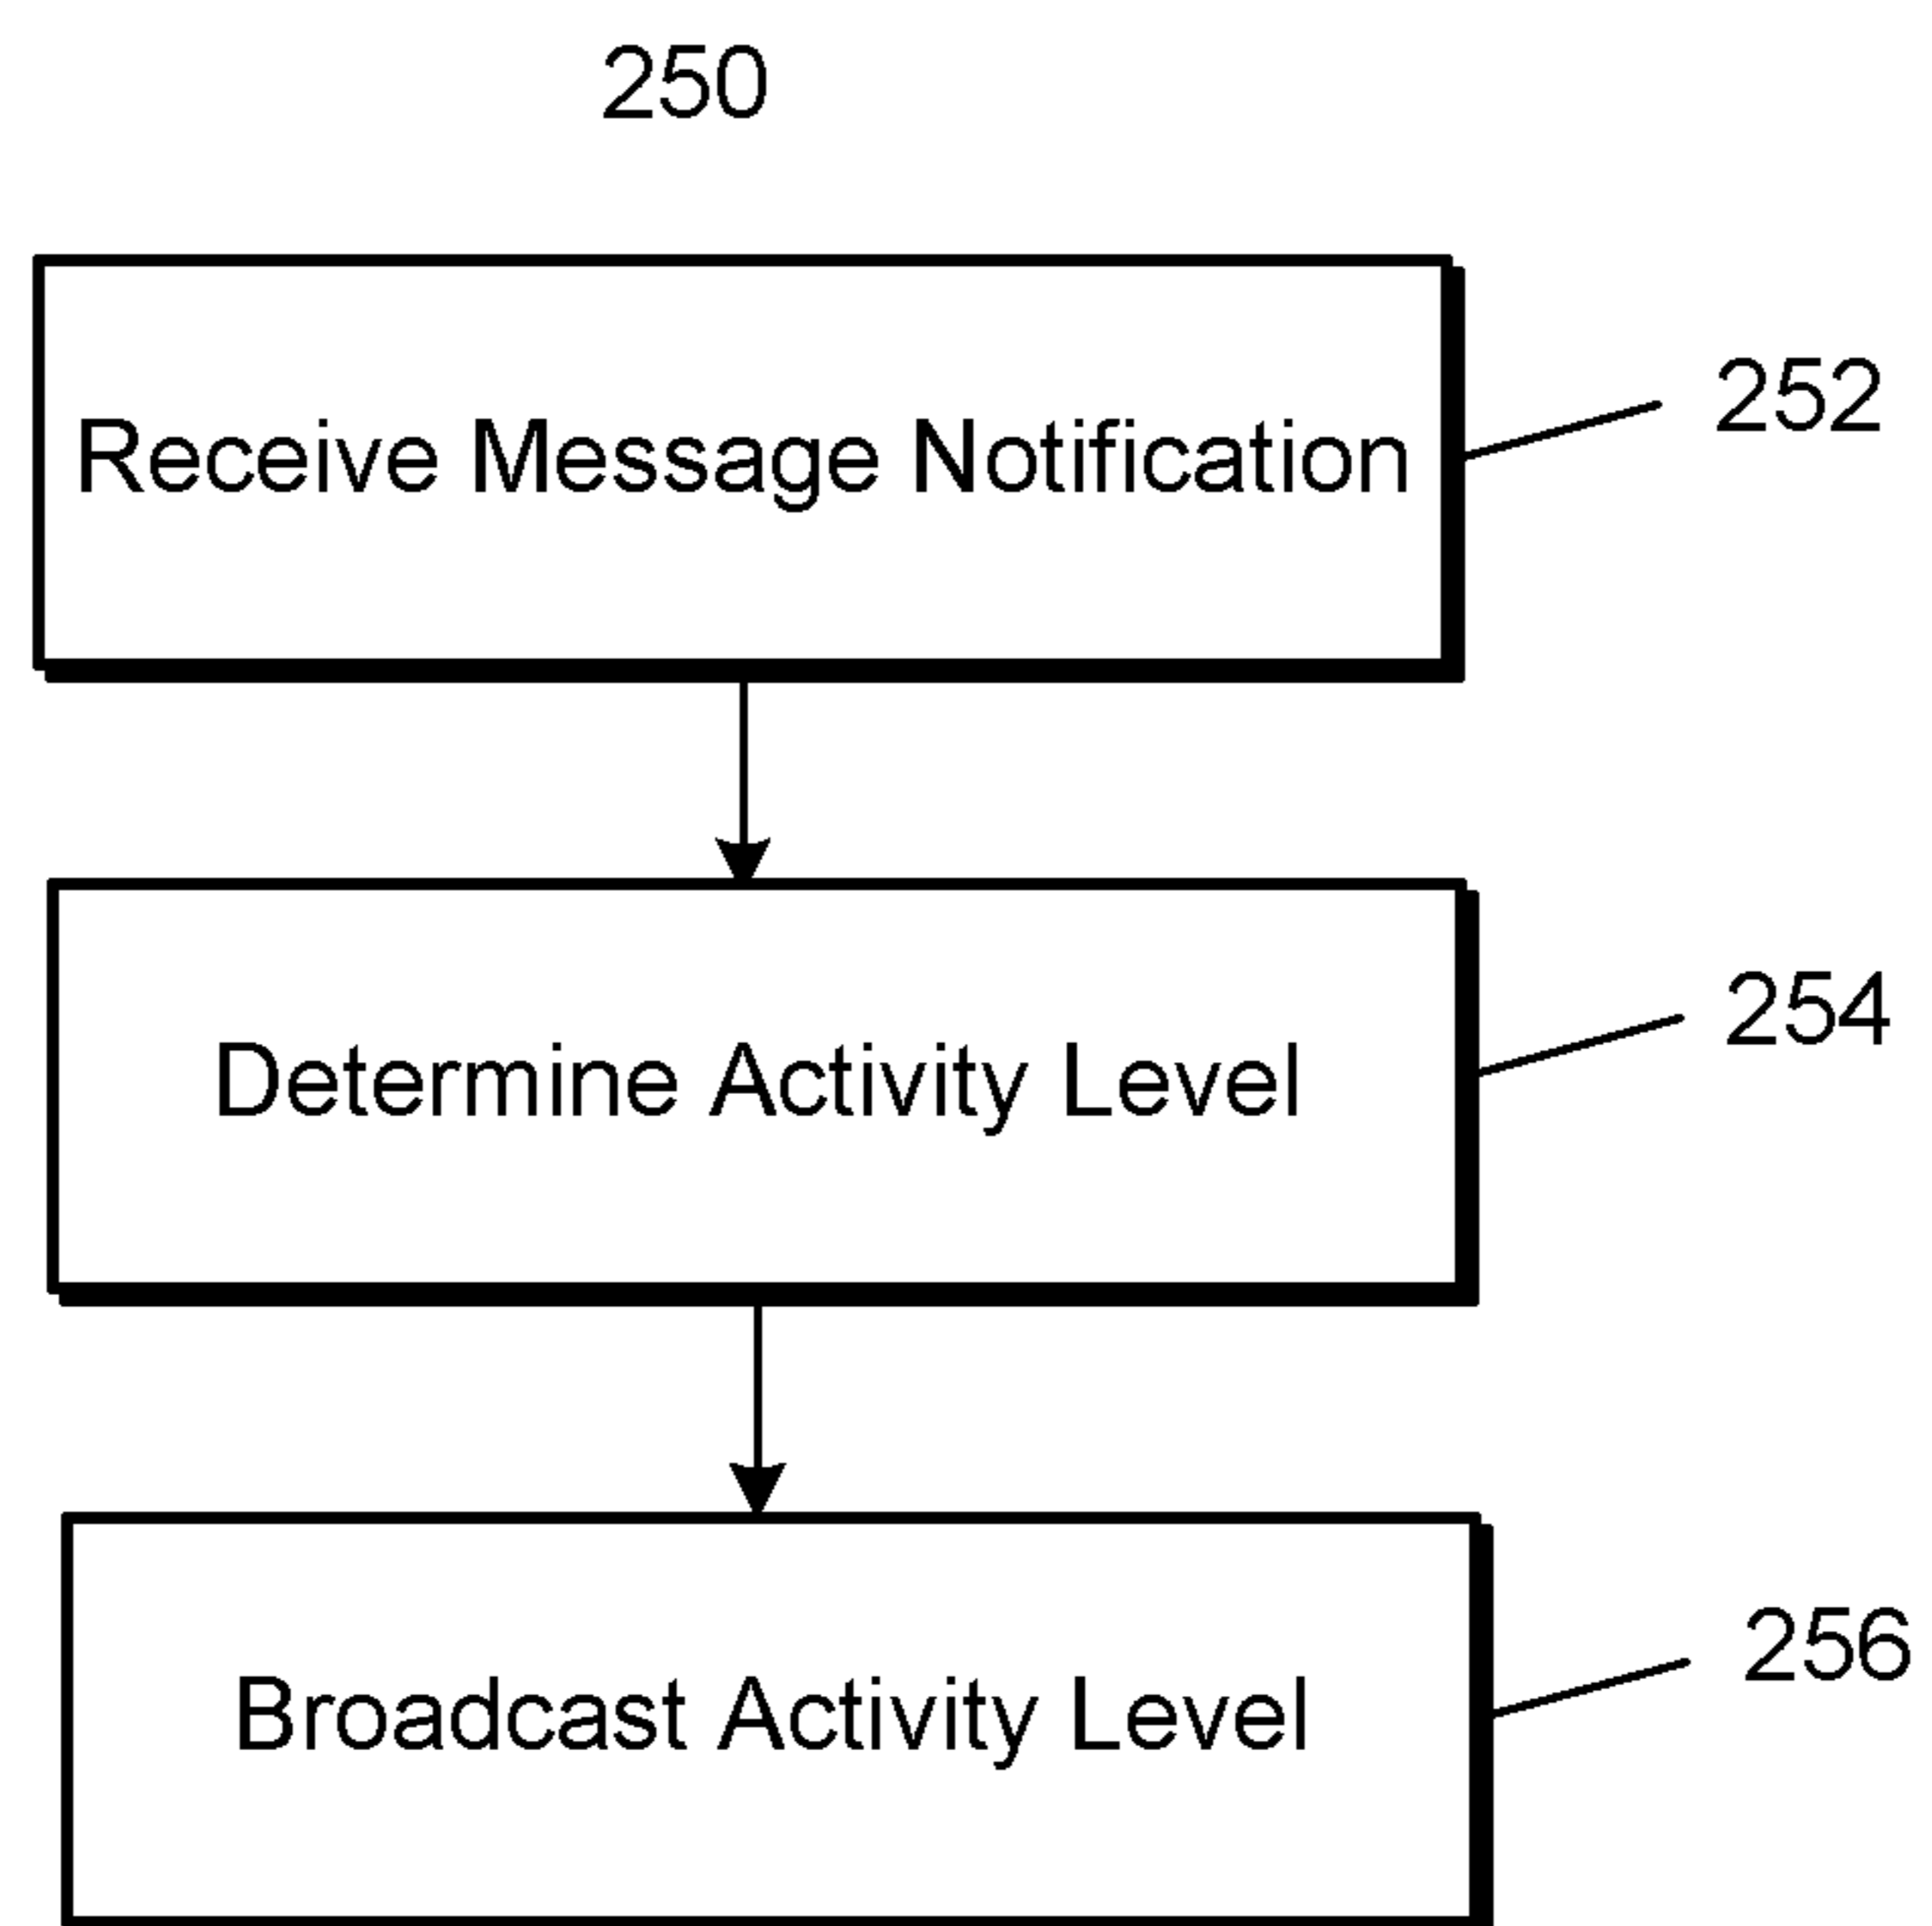 250
Receive Message Notification
252
Determine Activity Level
254
Broadcast Activity Level
256